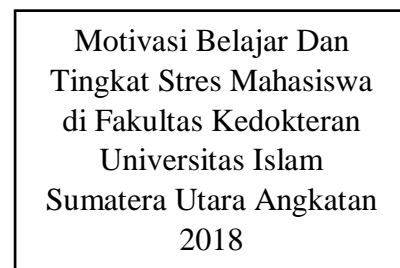 Motivasi Belajar Dan
Tingkat Stres Mahasiswa
di Fakultas Kedokteran
Universitas Islam
Sumatera Utara Angkatan
2018